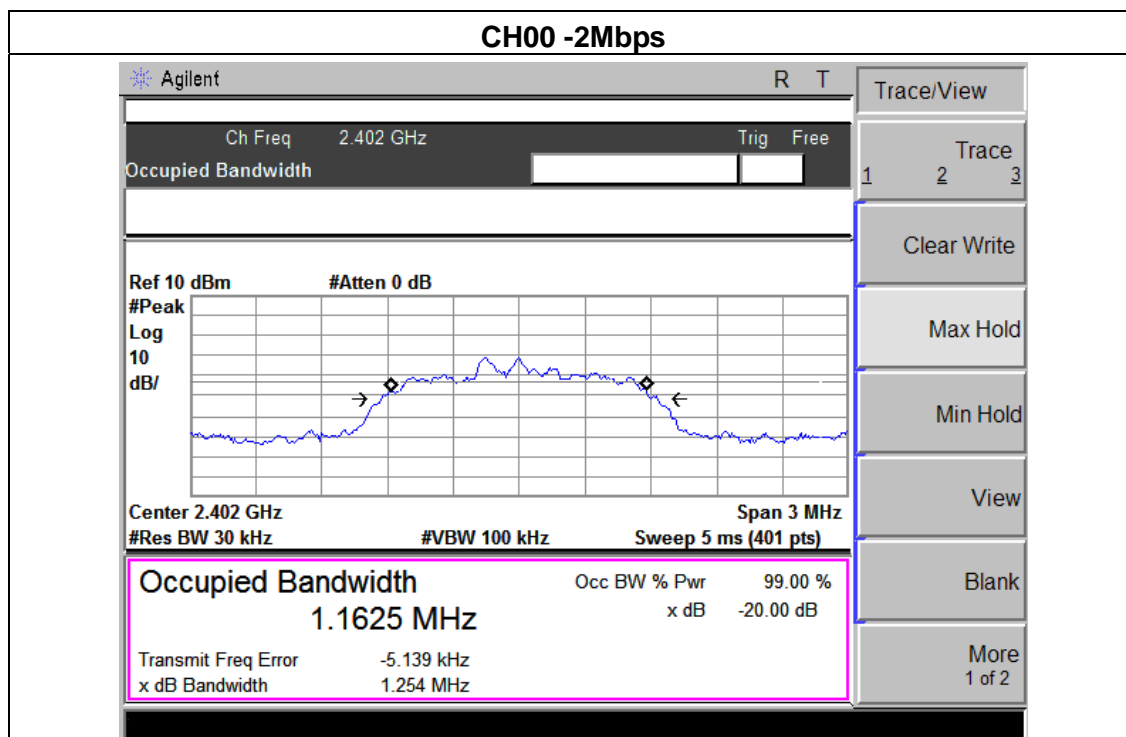 CH00 -2Mbps
Agilent R T
Trace/View
Ch Freq 2.402 GHz Trig Free
Occupied Bandwidth
Trace
1 2 3
Clear Write
Ref 10 dBm #Atten 0 dB
#Peak
Log
10
dB/
Max Hold
Min Hold
View
Center 2.402 GHz Span 3 MHz
#Res BW 30 kHz #VBW 100 kHz Sweep 5 ms (401 pts)
Occupied Bandwidth Occ BW % Pwr 99.00 %
1.1625 MHz x dB -20.00 dB
Blank
Transmit Freq Error -5.139 kHz
x dB Bandwidth 1.254 MHz
More
1 of 2